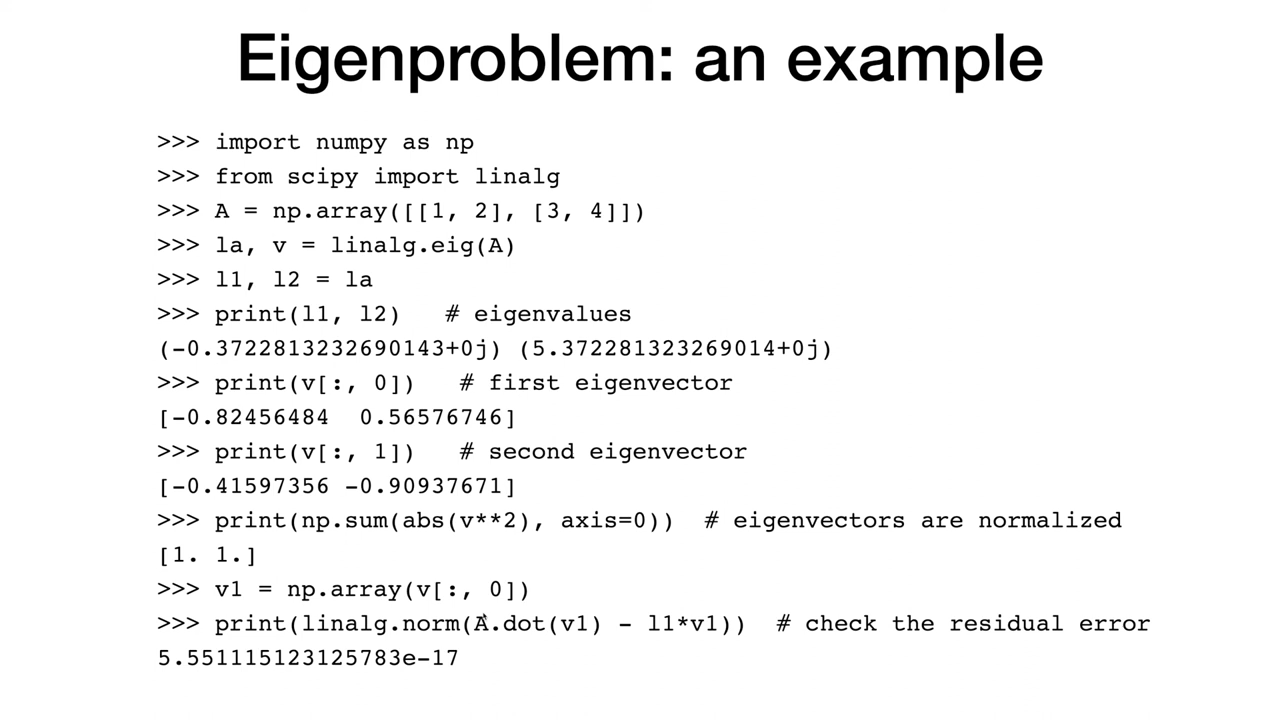 Eigenproblem: an example
>>> import numpy as np
>>> from scipy import linalg
>>> A = np.array([[1, 2], [3, 4]])
>>> la, v = linalg.eig(A)
>>> l1, l2 = la
>>> print(l1, l2)   # eigenvalues
(-0.3722813232690143+0j) (5.372281323269014+0j)
>>> print(v[:, 0])   # first eigenvector
[-0.82456484  0.56576746]
>>> print(v[:, 1])   # second eigenvector
[-0.41597356 -0.90937671]
>>> print(np.sum(abs(v**2), axis=0))  # eigenvectors are normalized
[1. 1.]
>>> v1 = np.array(v[:, 0])
>>> print(linalg.norm(A.dot(v1) - l1*v1))  # check the residual error
5.551115123125783e-17